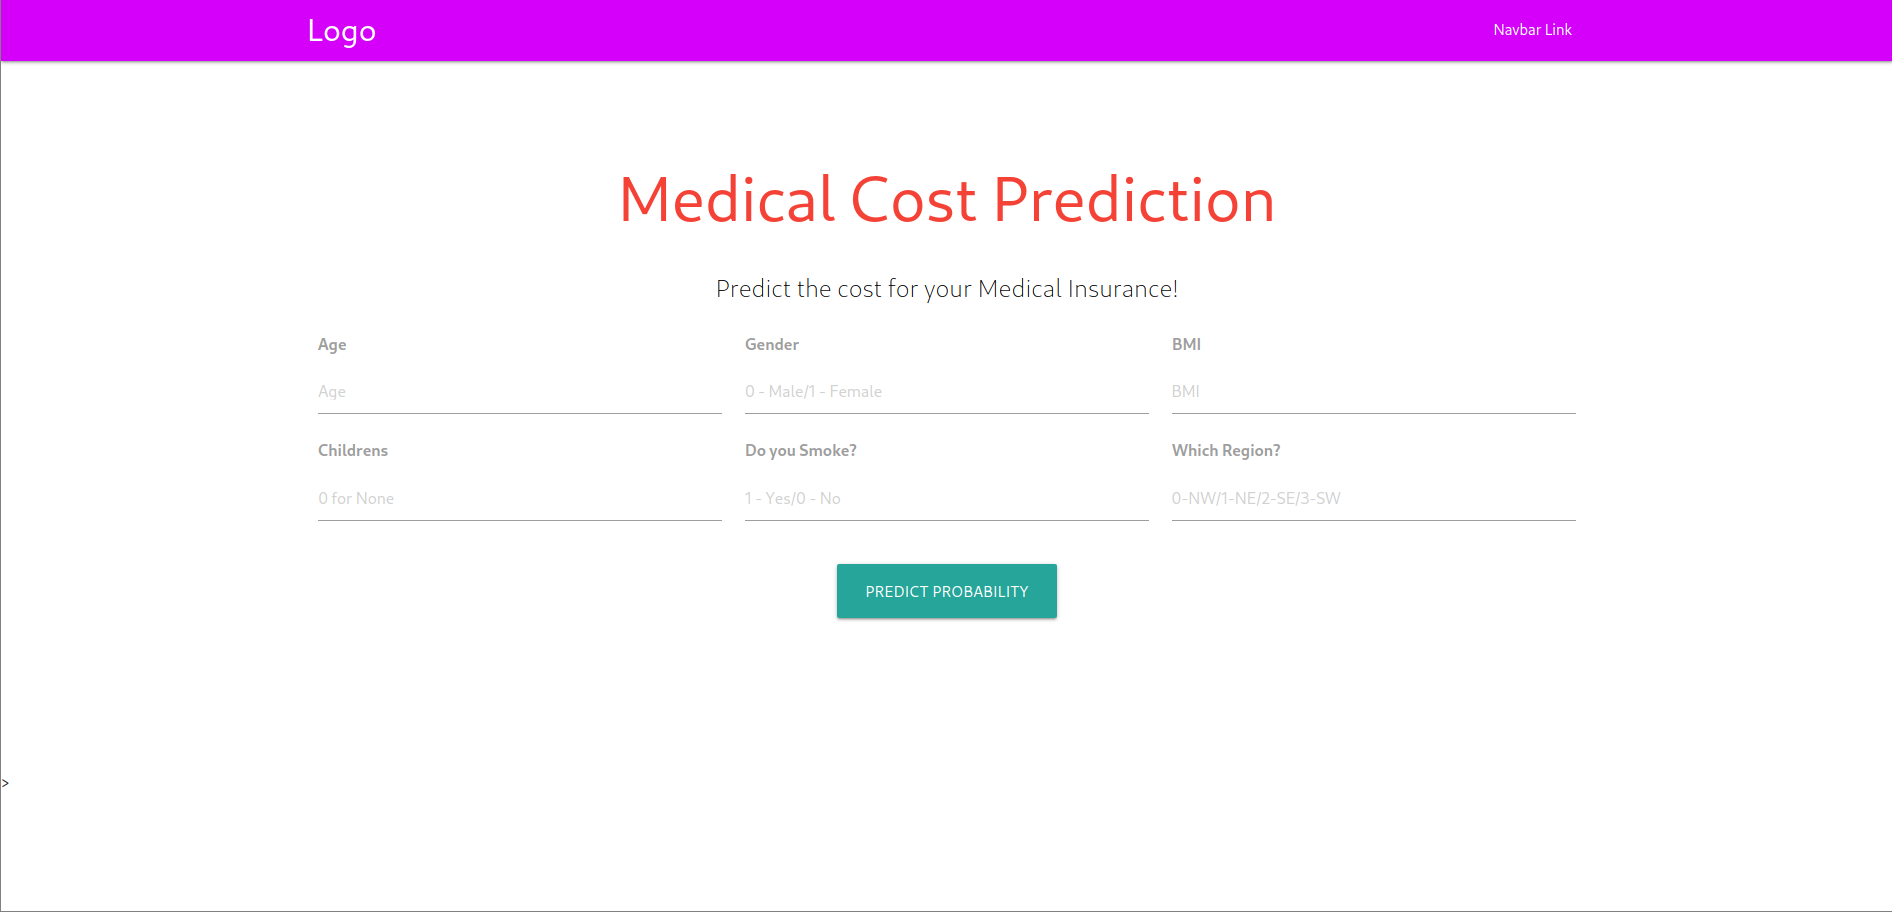 Logo
Navbar Link
Medical Cost Prediction
Predict the cost for your Medical Insurance!
Age
Gender
BMI
Age
0 - Male/1 - Female
BMI
Childrens
Do you Smoke?
Which Region?
0 for None
1 - Yes/0 - No
0-NW/1-NE/2-SE/3-SW
PREDICT PROBABILITY
>